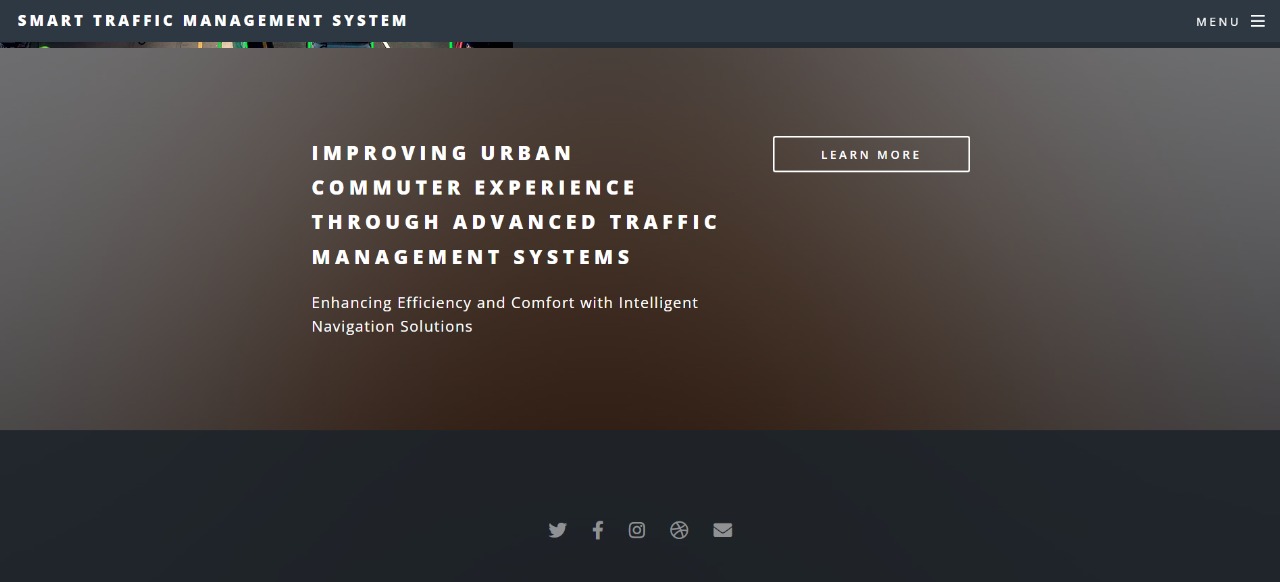 SMART TRAFFIC MANAGEMENT SYSTEM
MENU
IMPROVING URBAN
COMMUTER EXPERIENCE
THROUGH ADVANCED TRAFFIC
MANAGEMENT SYSTEMS
LEARN MORE
Enhancing Efficiency and Comfort with Intelligent
Navigation Solutions